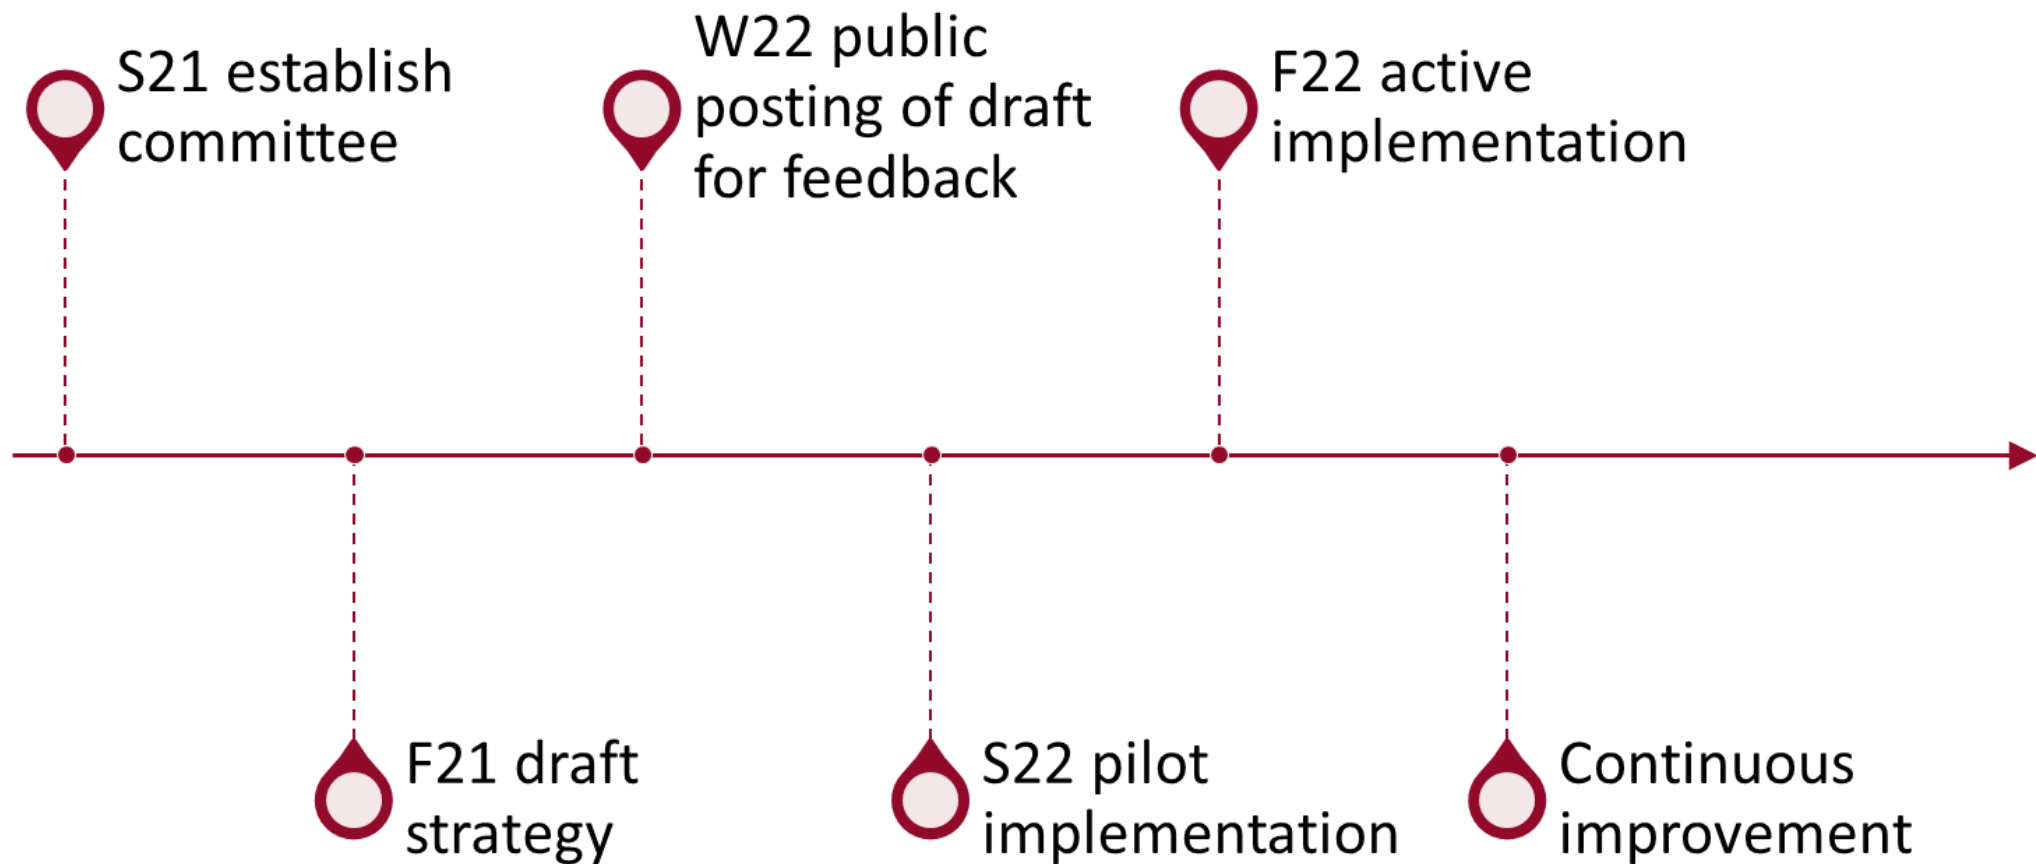 S21 establish
committee
W22 public
posting of draft
for feedback
F22 active
implementation
F21 draft
strategy
S22 pilot
implementation
Continuous
improvement